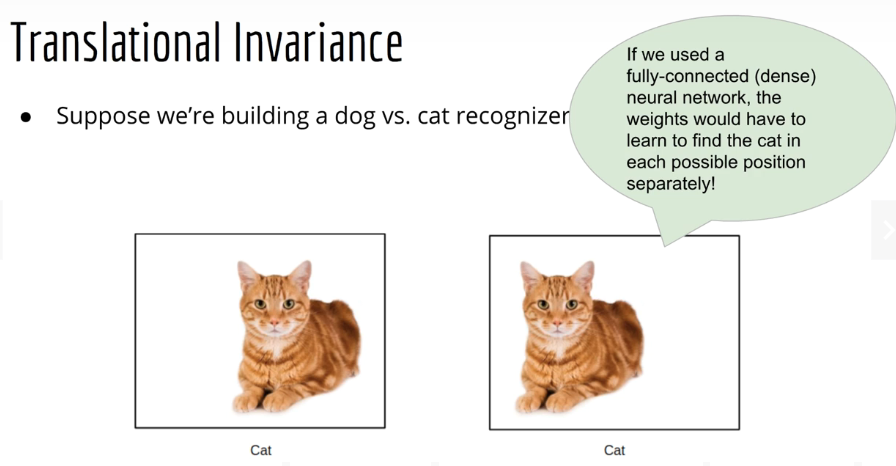 Translational Invariance
● Suppose we’re building a dog vs. cat recognizer
If we used a
fully-connected (dense)
neural network, the
weights would have to
learn to find the cat in
each possible position
separately!
Cat
Cat